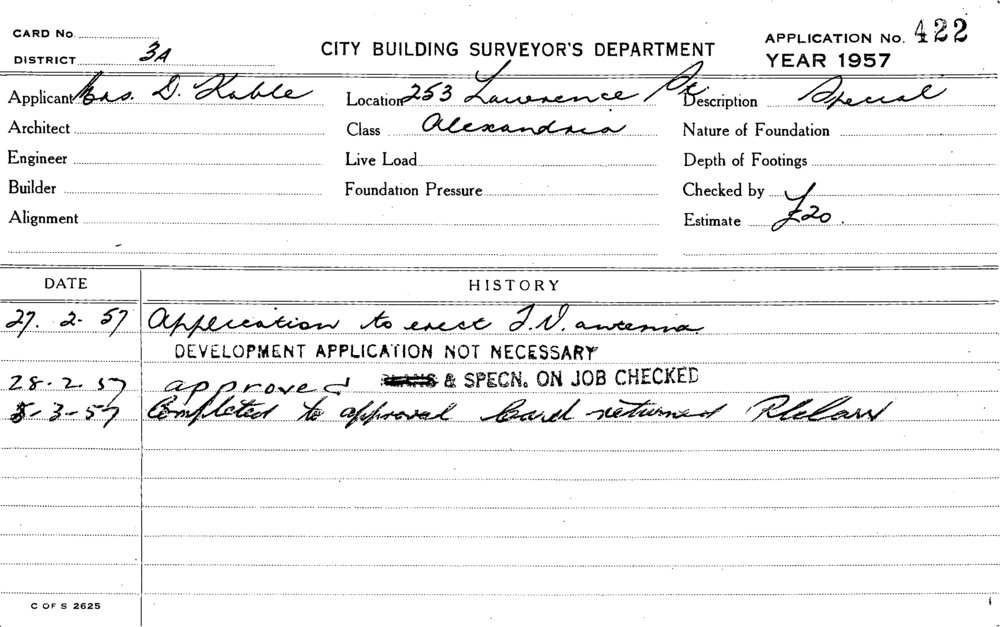 CARD No.
DISTRICT 3A
CITY BUILDING SURVEYOR'S DEPARTMENT
APPLICATION No. 422
YEAR 1957
Applicant Mrs. D. Kable
Location 253 Lawrence St
Description Special
Architect
Class Alexandria
Nature of Foundation
Engineer
Live Load
Depth of Footings
Builder
Foundation Pressure
Checked by
Alignment
Estimate £20.
DATE HISTORY
27. 2. 57 Application to erect T.V. antenna
DEVELOPMENT APPLICATION NOT NECESSARY
28-2.57 approved & SPECN. ON JOB CHECKED
5-3-57 Completed to approval Card returned
C OF S 2625